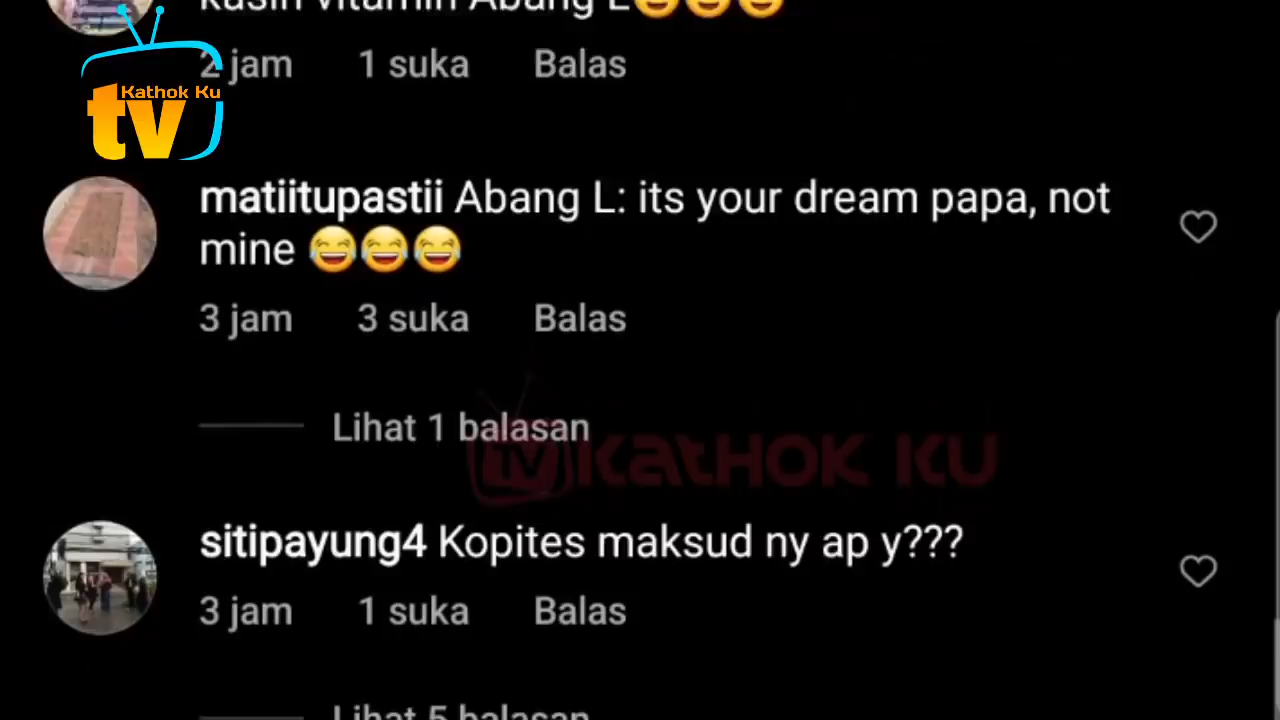 kasih vitamin Abang L😂😂😂
2 jam 1 suka Balas
Kathok Ku
tv
matiitupastii Abang L: its your dream papa, not
mine 😂😂😂
3 jam 3 suka Balas
Lihat 1 balasan
tv KATHOK KU
sitipayung4 Kopites maksud ny ap y???
3 jam 1 suka Balas
Lihat 5 balasan